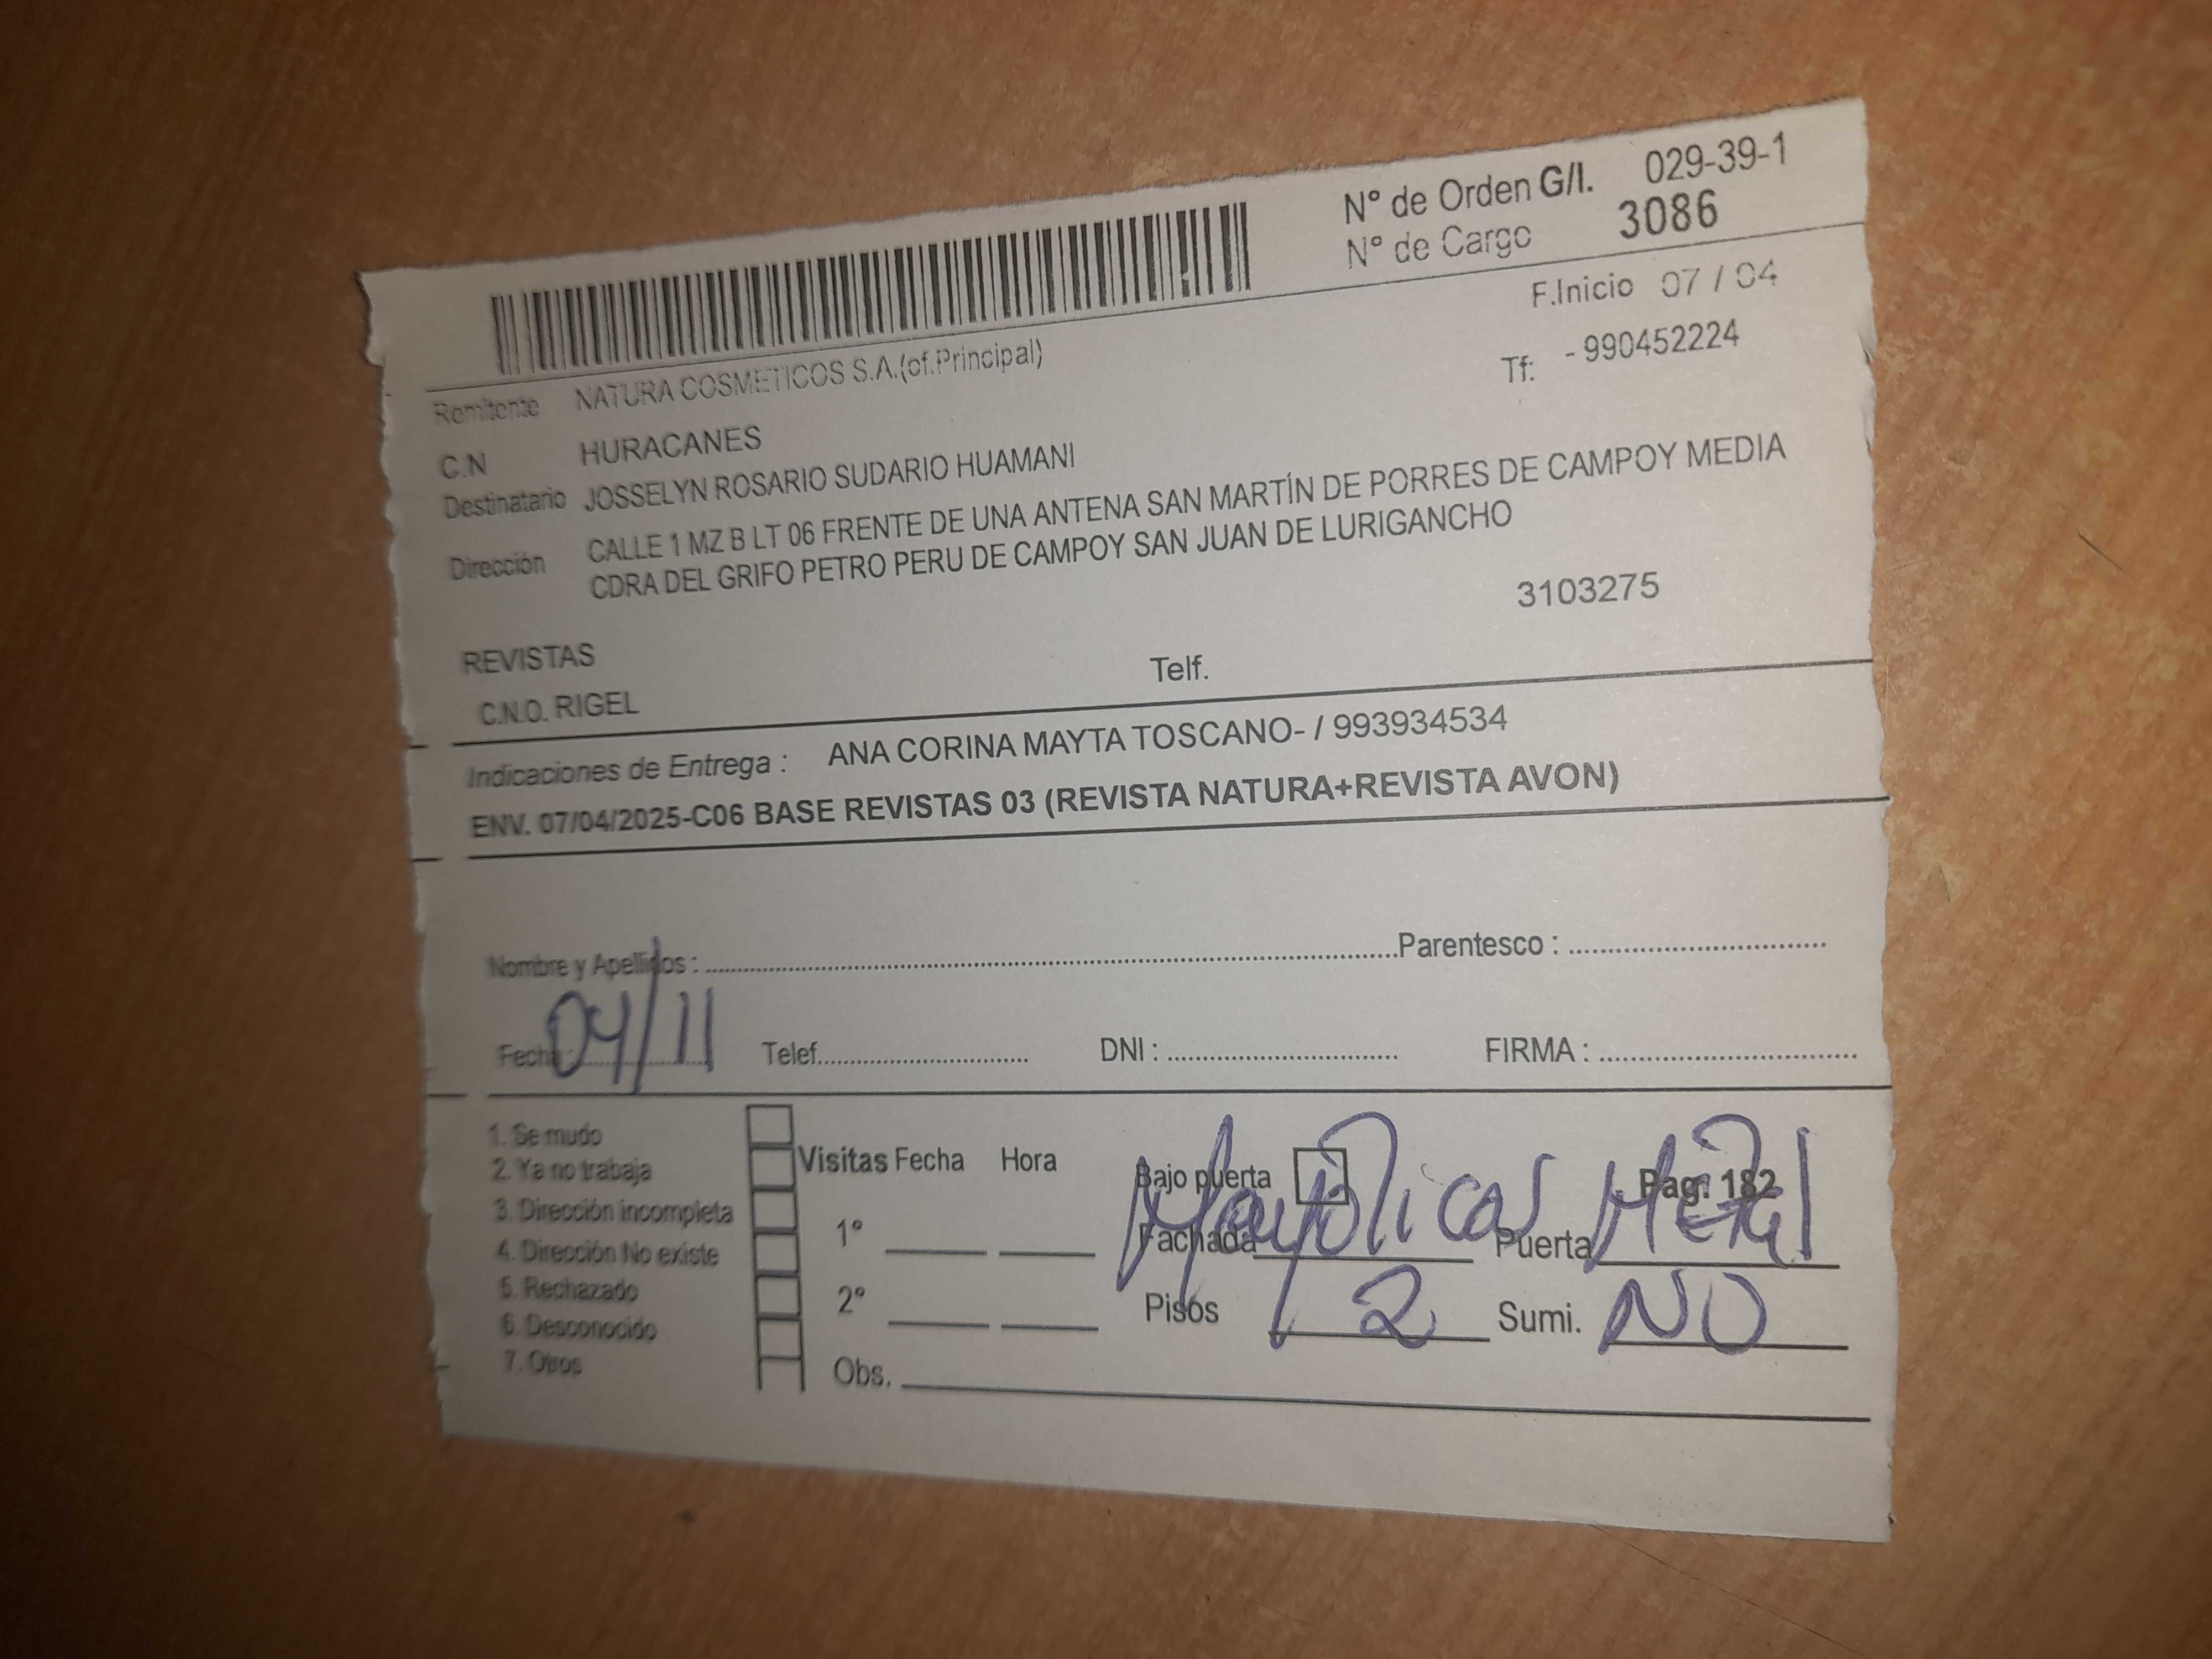 Nº de Orden G/I. 029-39-1
Nº de Cargo 3086
F.Inicio 07 / 04
Remitente NATURA COSMETICOS S.A.(of.Principal)
Tf: - 990452224
C.N HURACANES
Destinatario JOSSELYN ROSARIO SUDARIO HUAMANI
Dirección CALLE 1 MZ B LT 06 FRENTE DE UNA ANTENA SAN MARTÍN DE PORRES DE CAMPOY MEDIA
CDRA DEL GRIFO PETRO PERU DE CAMPOY SAN JUAN DE LURIGANCHO
3103275
REVISTAS
C.N.O. RIGEL Telf.
Indicaciones de Entrega : ANA CORINA MAYTA TOSCANO- / 993934534
ENV. 07/04/2025-C06 BASE REVISTAS 03 (REVISTA NATURA+REVISTA AVON)
Nombre y Apellidos : Parentesco :
Fecha : 04/11 Telef. DNI : FIRMA :
1. Se mudo
2. Ya no trabaja
3. Dirección incompleta
4. Dirección No existe
5. Rechazado
6. Desconocido
7. Otros
Visitas Fecha Hora
1º
2º
Obs.
Bajo puerta Pag: 182
Fachada Mayolicas Puerta Metal
Pisos 2 Sumi. NO